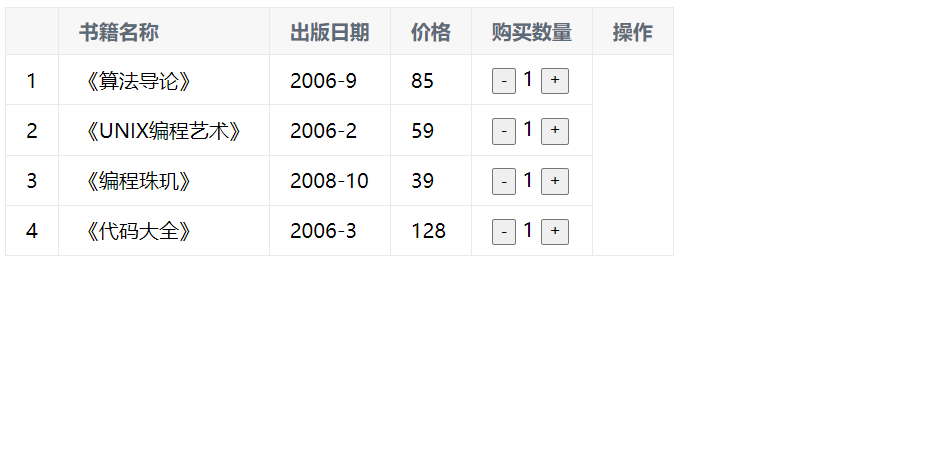 书籍名称 出版日期 价格 购买数量 操作
1 《算法导论》 2006-9 85 - 1 +
2 《UNIX编程艺术》 2006-2 59 - 1 +
3 《编程珠玑》 2008-10 39 - 1 +
4 《代码大全》 2006-3 128 - 1 +